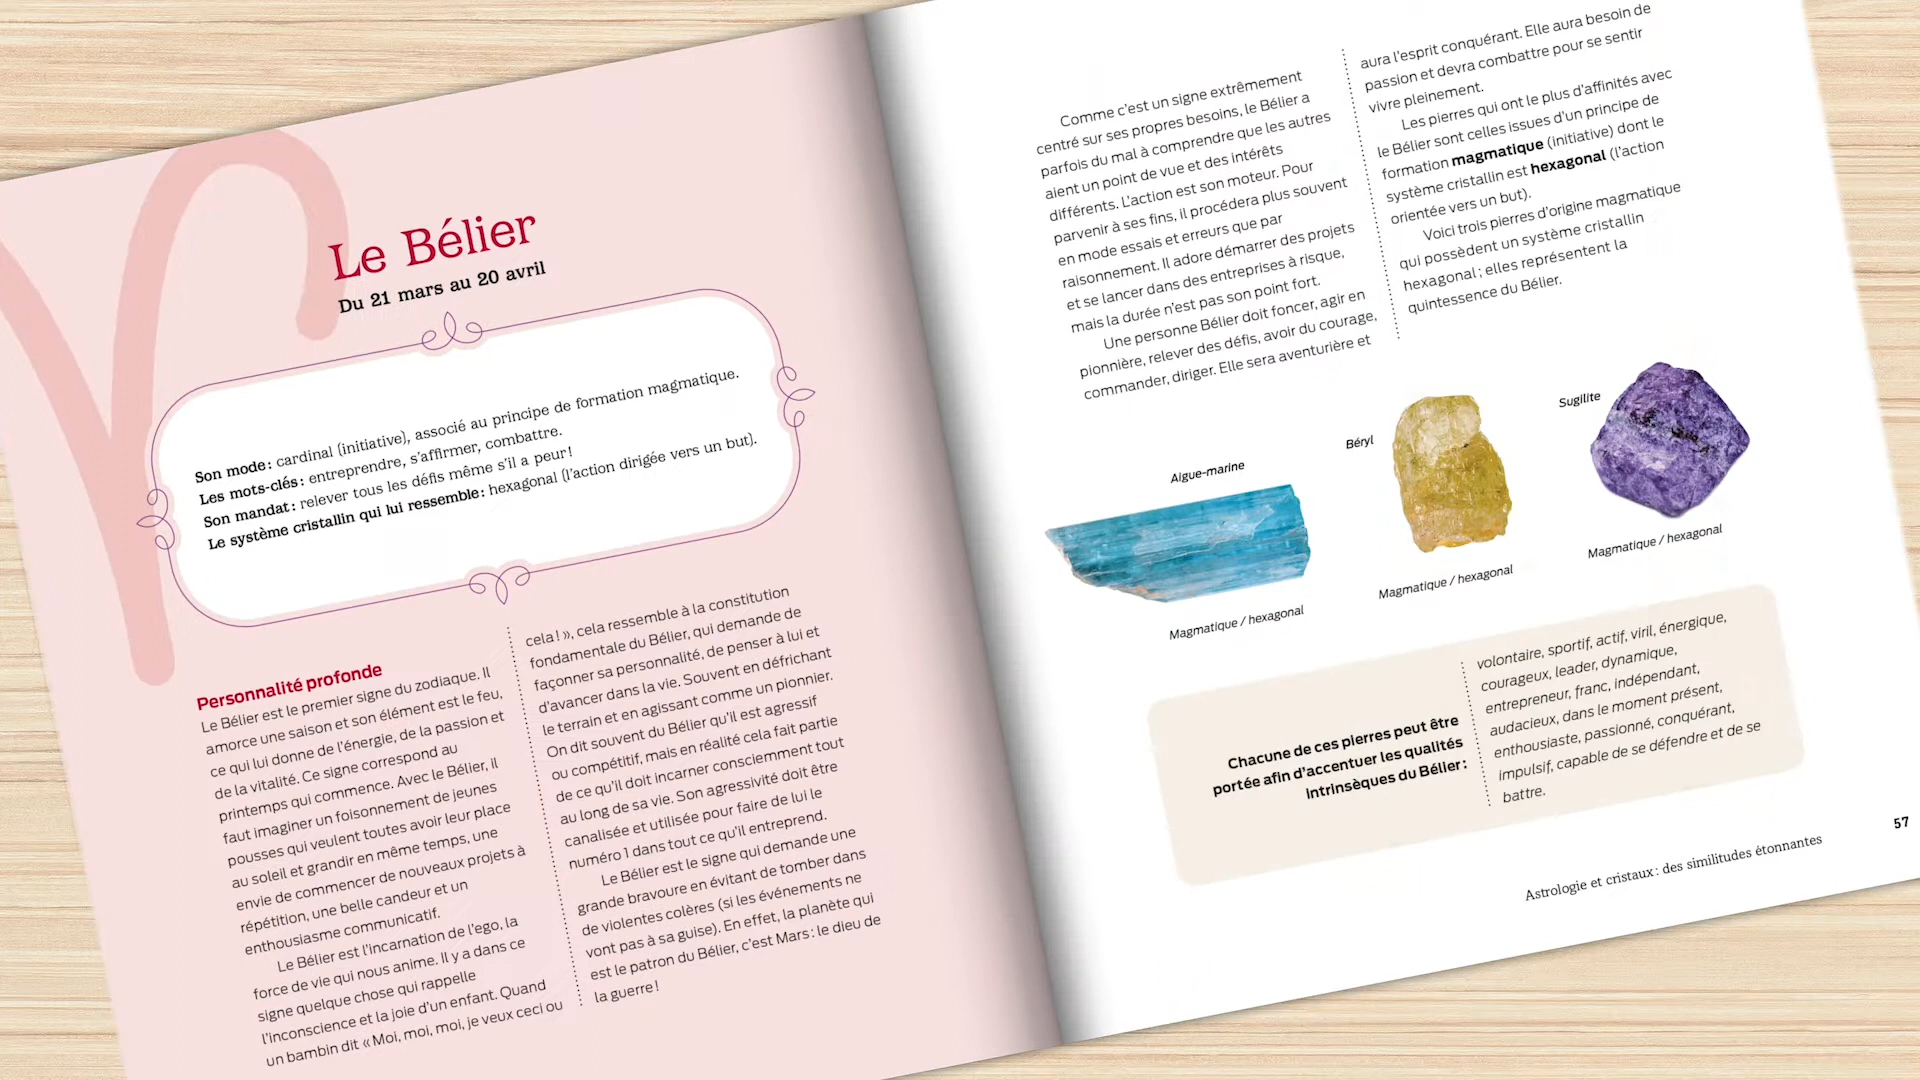 Le Bélier
Du 21 mars au 20 avril
Son mode : cardinal (initiative), associé au principe de formation magmatique.
Les mots-clés : entreprendre, s'affirmer, combattre.
Son mandat : relever tous les défis même s'il a peur !
Le système cristallin qui lui ressemble : hexagonal (l'action dirigée vers un but).
Personnalité profonde
Le Bélier est le premier signe du zodiaque. Il
amorce une saison et son élément est le feu,
ce qui lui donne de l'énergie, de la passion et
de la vitalité. Ce signe correspond au
printemps qui commence. Avec le Bélier, il
faut imaginer un foisonnement de jeunes
pousses qui veulent toutes avoir leur place
au soleil et grandir en même temps, une
envie de commencer de nouveaux projets à
répétition, une belle candeur et un
enthousiasme communicatif.
Le Bélier est l'incarnation de l'ego, la
force de vie qui nous anime. Il y a dans ce
signe quelque chose qui rappelle
l'inconscience et la joie d'un enfant. Quand
un bambin dit « Moi, moi, moi, je veux ceci ou
cela ! », cela ressemble à la constitution
fondamentale du Bélier, qui demande de
façonner sa personnalité, de penser à lui et
d'avancer dans la vie. Souvent en défrichant
le terrain et en agissant comme un pionnier.
On dit souvent du Bélier qu'il est agressif
ou compétitif, mais en réalité cela fait partie
de ce qu'il doit incarner consciemment tout
au long de sa vie. Son agressivité doit être
canalisée et utilisée pour faire de lui le
numéro 1 dans tout ce qu'il entreprend.
Le Bélier est le signe qui demande une
grande bravoure en évitant de tomber dans
de violentes colères (si les événements ne
vont pas à sa guise). En effet, la planète qui
est le patron du Bélier, c'est Mars : le dieu de
la guerre !
Comme c'est un signe extrêmement
centré sur ses propres besoins, le Bélier a
parfois du mal à comprendre que les autres
aient un point de vue et des intérêts
différents. L'action est son moteur. Pour
parvenir à ses fins, il procédera plus souvent
en mode essais et erreurs que par
raisonnement. Il adore démarrer des projets
et se lancer dans des entreprises à risque,
mais la durée n'est pas son point fort.
Une personne Bélier doit foncer, agir en
pionnière, relever des défis, avoir du courage,
commander, diriger. Elle sera aventurière et
aura l'esprit conquérant. Elle aura besoin de
passion et devra combattre pour se sentir
vivre pleinement.
Les pierres qui ont le plus d'affinités avec
le Bélier sont celles issues d'un principe de
formation magmatique (initiative) dont le
système cristallin est hexagonal (l'action
orientée vers un but).
Voici trois pierres d'origine magmatique
qui possèdent un système cristallin
hexagonal ; elles représentent la
quintessence du Bélier.
Aigue-marine
Magmatique / hexagonal
Béryl
Magmatique / hexagonal
Sugilite
Magmatique / hexagonal
Chacune de ces pierres peut être
portée afin d'accentuer les qualités
intrinsèques du Bélier :
volontaire, sportif, actif, viril, énergique,
courageux, leader, dynamique,
entrepreneur, franc, indépendant,
audacieux, dans le moment présent,
enthousiaste, passionné, conquérant,
impulsif, capable de se défendre et de se
battre.
57
Astrologie et cristaux : des similitudes étonnantes